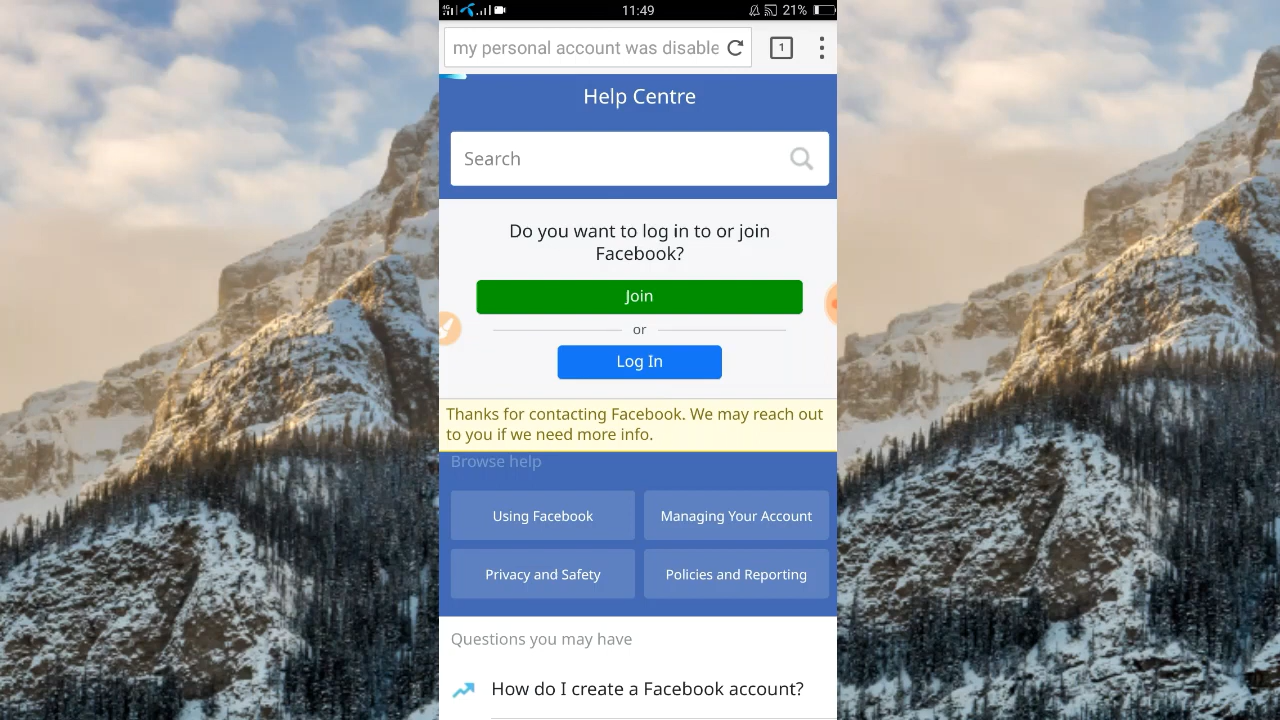 4G
11:49
21%
my personal account was disable
1
Help Centre
Search
Do you want to log in to or join
Facebook?
Join
or
Log In
Thanks for contacting Facebook. We may reach out
to you if we need more info.
Browse help
Using Facebook
Managing Your Account
Privacy and Safety
Policies and Reporting
Questions you may have
How do I create a Facebook account?